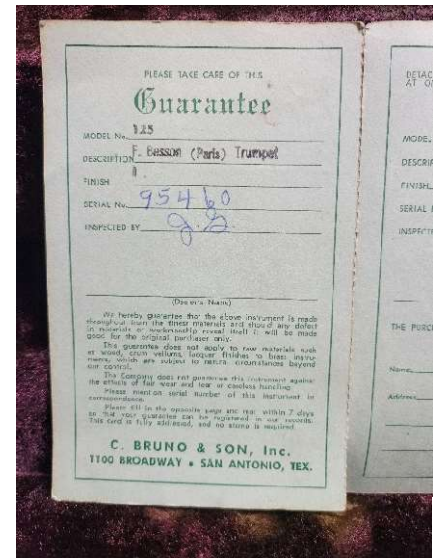 PLEASE TAKE CARE OF THIS
Guarantee
MODEL No. 125
DESCRIPTION F. Besson (Paris) Trumpet
FINISH 1
SERIAL No. 95460
INSPECTED BY J.G.
(Dealer's Name)
We hereby guarantee that the above instrument is made
throughout from the finest materials and should any defect
in materials or workmanship reveal itself it will be made
good for the original purchaser only.
This guarantee does not apply to raw materials such
as wood, drum vellums, lacquer finishes to brass instru-
ments, which are subject to natural circumstances beyond
our control.
The Company does not guarantee this instrument against
the effects of fair wear and tear or careless handling.
Please mention serial number of this instrument in
correspondence.
Please fill in the opposite page and tear within 7 days
so that your guarantee can be registered in our records.
This card is fully addressed, and no stamp is required.
C. BRUNO & SON, Inc.
1100 BROADWAY • SAN ANTONIO, TEX.
DETAC
AT O
MODE
DESCRI
FINISH
SERIAL
INSPECT
THE PURC
Name
Address